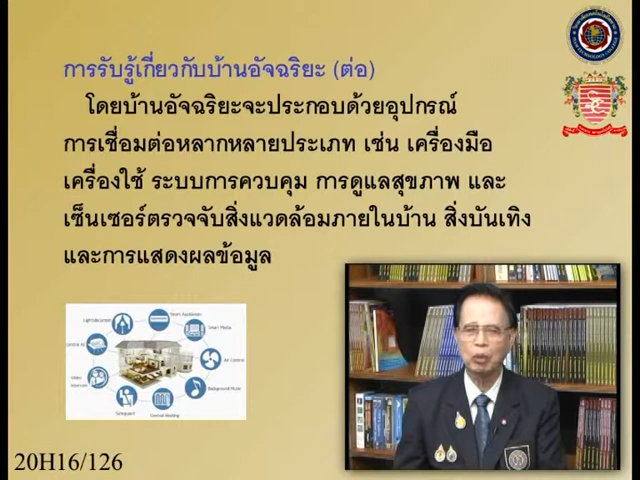 การรับรู้เกี่ยวกับบ้านอัจฉริยะ (ต่อ)
โดยบ้านอัจฉริยะจะประกอบด้วยอุปกรณ์
การเชื่อมต่อหลากหลายประเภท เช่น เครื่องมือ
เครื่องใช้ ระบบการควบคุม การดูแลสุขภาพ และ
เซ็นเซอร์ตรวจจับสิ่งแวดล้อมภายในบ้าน สิ่งบันเทิง
และการแสดงผลข้อมูล
Smart Media
Air Control
Video
Background Music
Central Heating
20H16/126